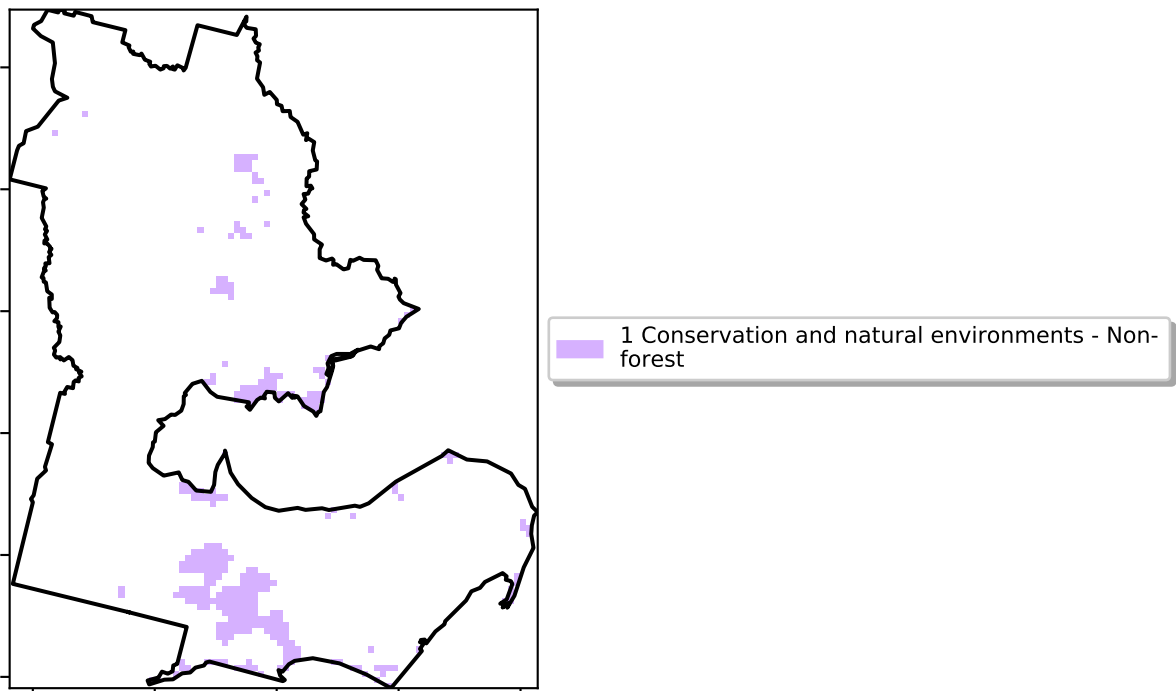 1 Conservation and natural environments - Non-
forest